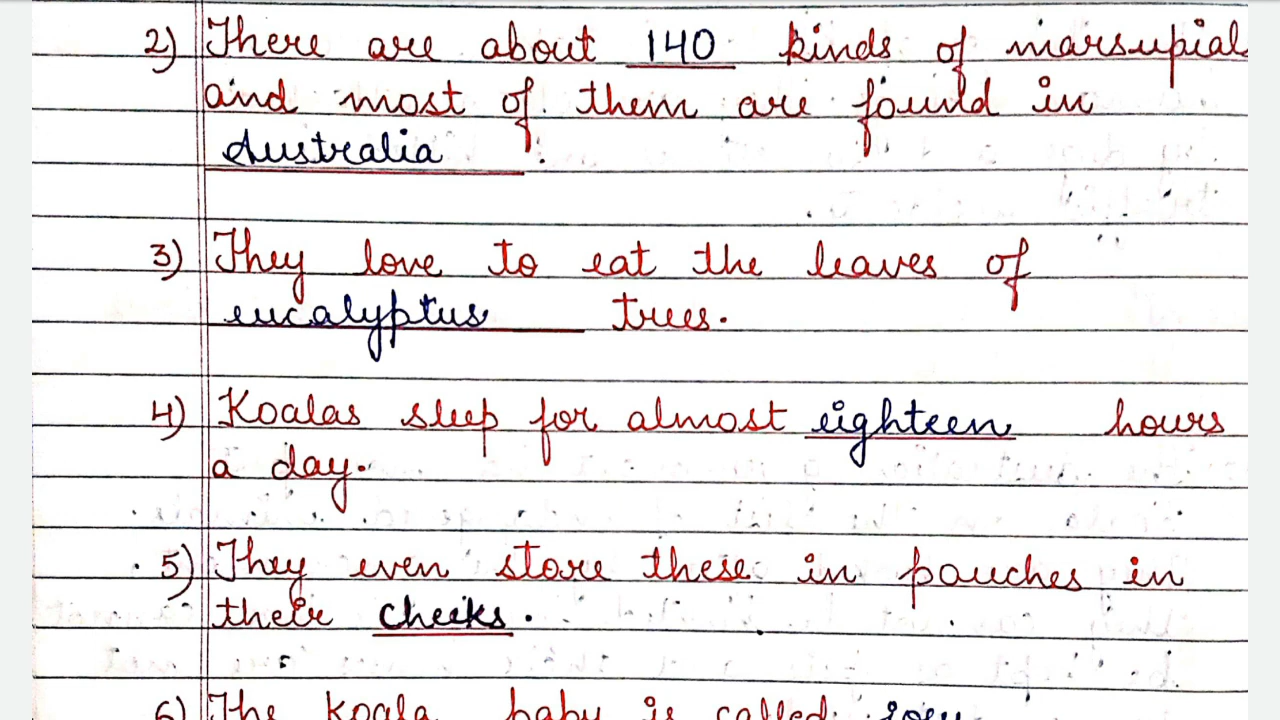 2) There are about 140 kinds of marsupial
and most of them are found in
Australia .
3) They love to eat the leaves of
eucalyptus trees.
4) Koalas sleep for almost eighteen hours
a day.
5) They even store these in pouches in
their cheeks.
6) The koala baby is called joey